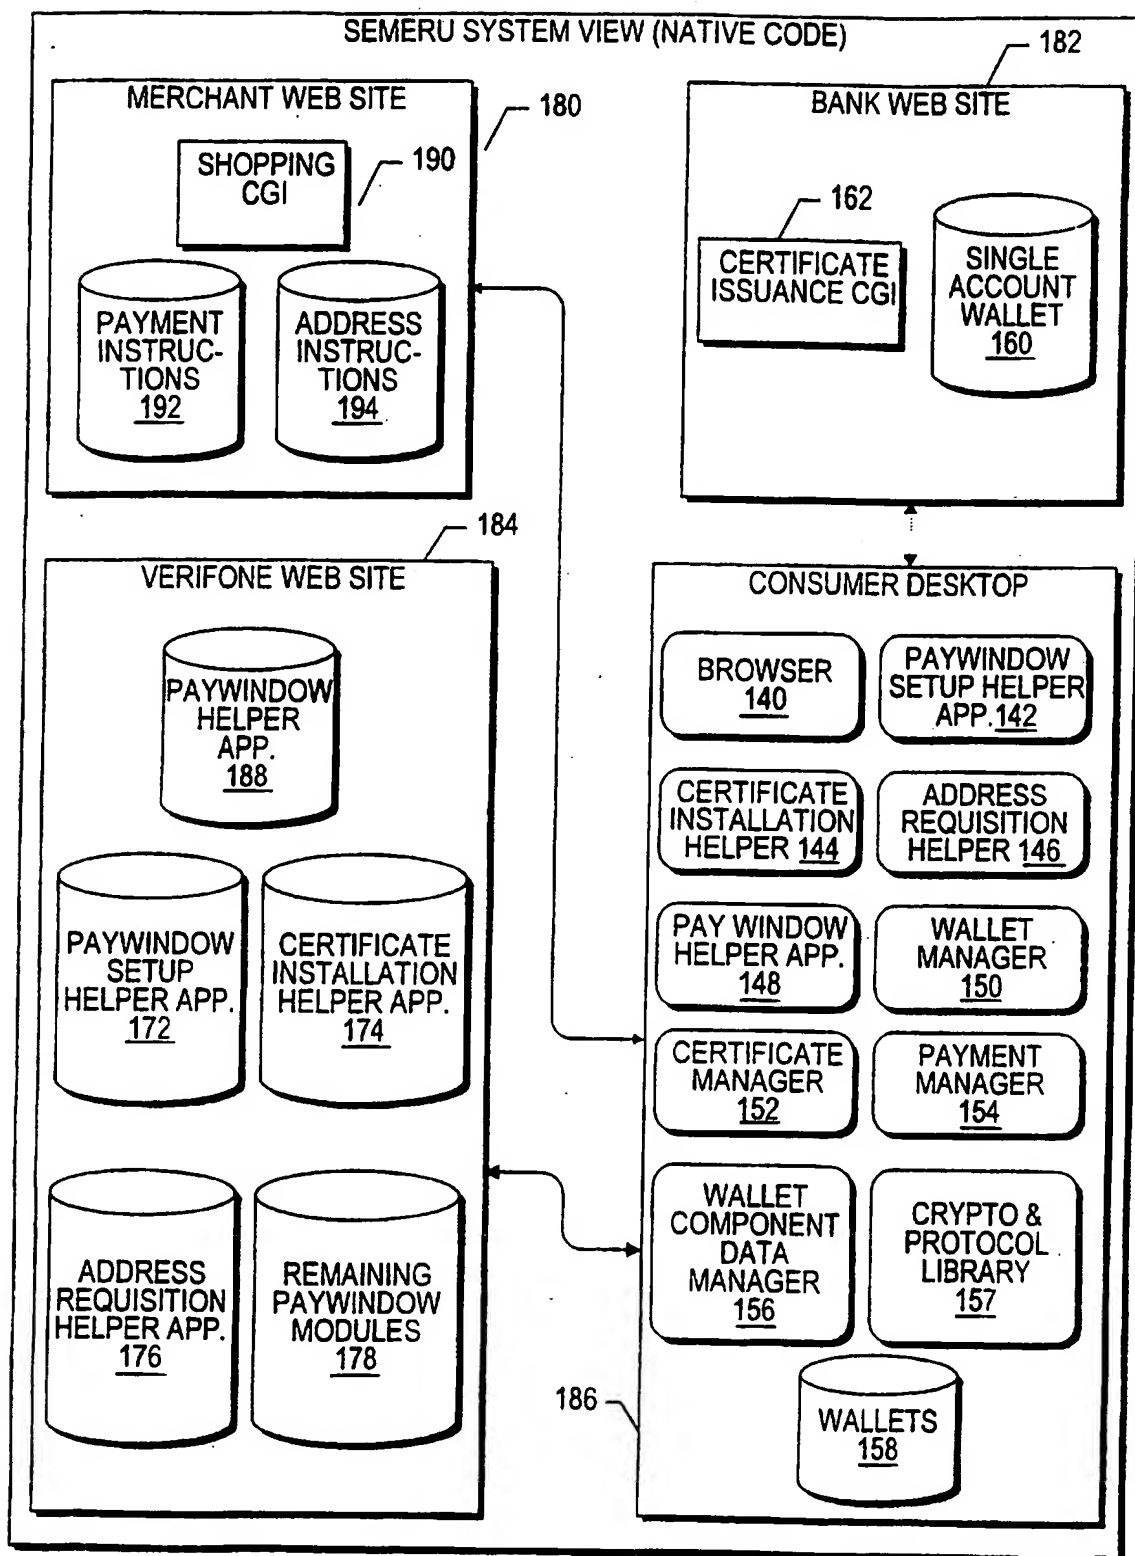 SEMERU SYSTEM VIEW (NATIVE CODE)
182
MERCHANT WEB SITE
180
SHOPPING
CGI
190
PAYMENT
INSTRUC-
TIONS
192
ADDRESS
INSTRUC-
TIONS
194
BANK WEB SITE
162
CERTIFICATE
ISSUANCE CGI
SINGLE
ACCOUNT
WALLET
160
184
VERIFONE WEB SITE
PAYWINDOW
HELPER
APP.
188
PAYWINDOW
SETUP
HELPER APP.
172
CERTIFICATE
INSTALLATION
HELPER APP.
174
ADDRESS
REQUISITION
HELPER APP.
176
REMAINING
PAYWINDOW
MODULES
178
CONSUMER DESKTOP
BROWSER
140
PAYWINDOW
SETUP HELPER
APP.142
CERTIFICATE
INSTALLATION
HELPER 144
ADDRESS
REQUISITION
HELPER 146
PAY WINDOW
HELPER APP.
148
WALLET
MANAGER
150
CERTIFICATE
MANAGER
152
PAYMENT
MANAGER
154
WALLET
COMPONENT
DATA
MANAGER
156
CRYPTO &
PROTOCOL
LIBRARY
157
186
WALLETS
158